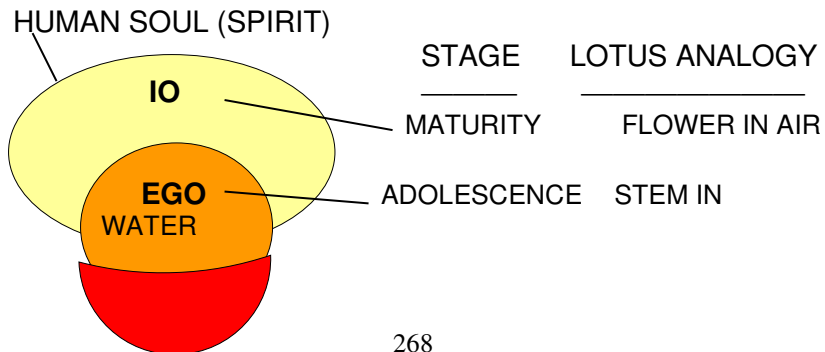 HUMAN SOUL (SPIRIT)
STAGE LOTUS ANALOGY
IO
MATURITY FLOWER IN AIR
EGO ADOLESCENCE STEM IN
WATER
268